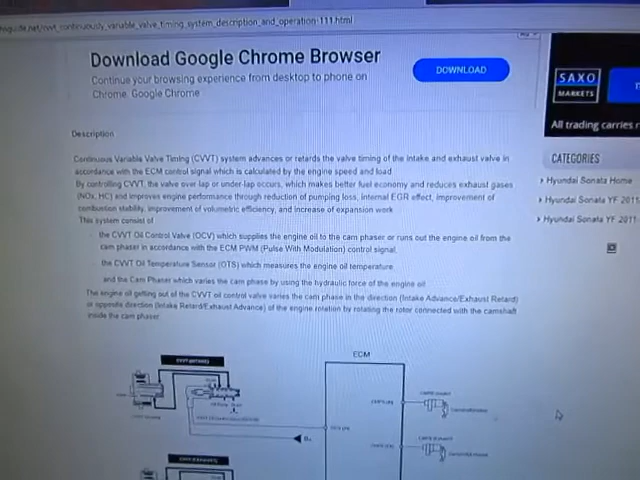 continuously_variable_valve_timing_system_description_and_operation-111.html
Download Google Chrome Browser
Continue your browsing experience from desktop to phone on
Chrome. Google Chrome
DOWNLOAD
SAXO
MARKETS
All trading carries
Description
Continuous Variable Valve Timing (CVVT) system advances or retards the valve timing of the intake and exhaust valve in
accordance with the ECM control signal which is calculated by the engine speed and load.
By controlling CVVT, the valve over lap or under-lap occurs, which makes better fuel economy and reduces exhaust gases
(NOx, HC) and improves engine performance through reduction of pumping loss, internal EGR effect, improvement of
combustion stability, improvement of volumetric efficiency, and increase of expansion work.
This system consist of
the CVVT Oil Control Valve (OCV) which supplies the engine oil to the cam phaser or runs out the engine oil from the
cam phaser in accordance with the ECM PWM (Pulse With Modulation) control signal,
the CVVT Oil Temperature Sensor (OTS) which measures the engine oil temperature,
and the Cam Phaser which varies the cam phase by using the hydraulic force of the engine oil.
The engine oil getting out of the CVVT oil control valve varies the cam phase in the direction (Intake Advance/Exhaust Retard)
or opposite direction (Intake Retard/Exhaust Advance) of the engine rotation by rotating the rotor connected with the camshaft
inside the cam phaser.
CATEGORIES
Hyundai Sonata Home
Hyundai Sonata YF 2011-
Hyundai Sonata YF 2011-
ECM